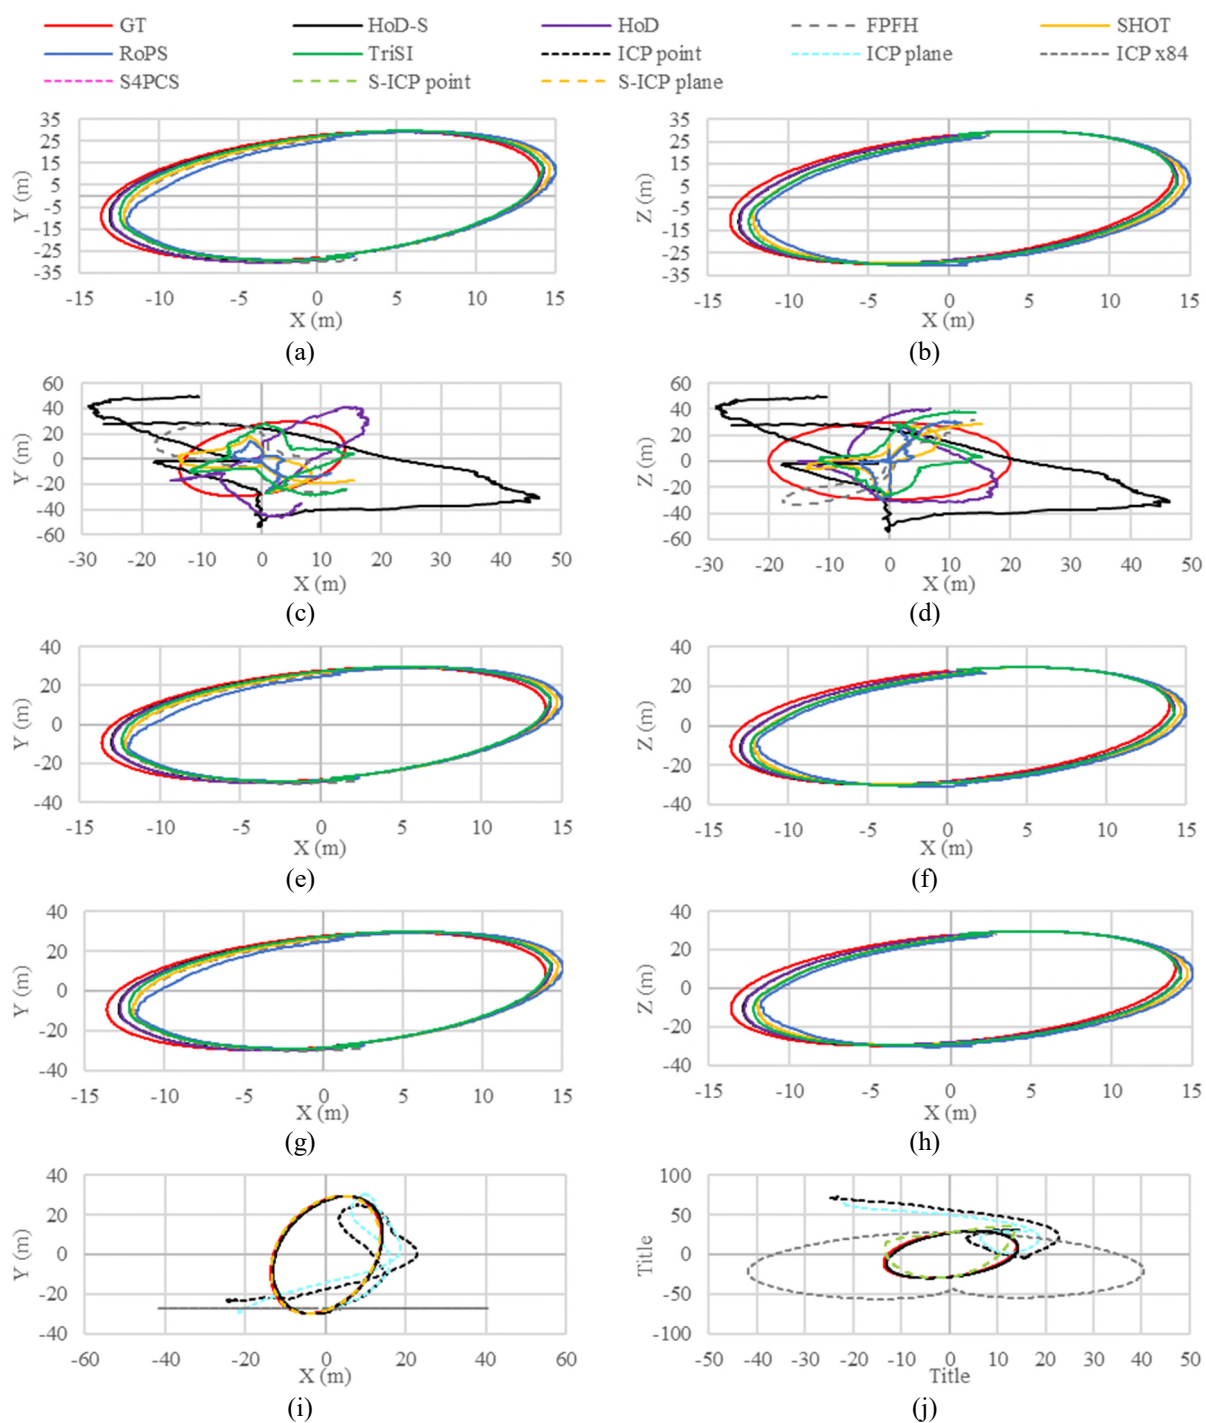 GT HoD-S HoD FPFH SHOT
RoPS TriSI ICP point ICP plane ICP x84
S4PCS S-ICP point S-ICP plane
Y (m)
35
25
15
5
-5
-15
-25
-35
-15 -10 -5 0 5 10 15
X (m)
(a)
Z (m)
35
25
15
5
-5
-15
-25
-35
-15 -10 -5 0 5 10 15
X (m)
(b)
Y (m)
60
40
20
0
-20
-40
-60
-30 -20 -10 0 10 20 30 40 50
X (m)
(c)
Z (m)
60
40
20
0
-20
-40
-60
-30 -20 -10 0 10 20 30 40 50
X (m)
(d)
Y (m)
40
20
0
-20
-40
-15 -10 -5 0 5 10 15
X (m)
(e)
Z (m)
40
20
0
-20
-40
-15 -10 -5 0 5 10 15
X (m)
(f)
Y (m)
40
20
0
-20
-40
-15 -10 -5 0 5 10 15
X (m)
(g)
Z (m)
40
20
0
-20
-40
-15 -10 -5 0 5 10 15
X (m)
(h)
Y (m)
40
20
0
-20
-40
-60 -40 -20 0 20 40 60
X (m)
(i)
Title
100
50
0
-50
-100
-50 -40 -30 -20 -10 0 10 20 30 40 50
Title
(j)